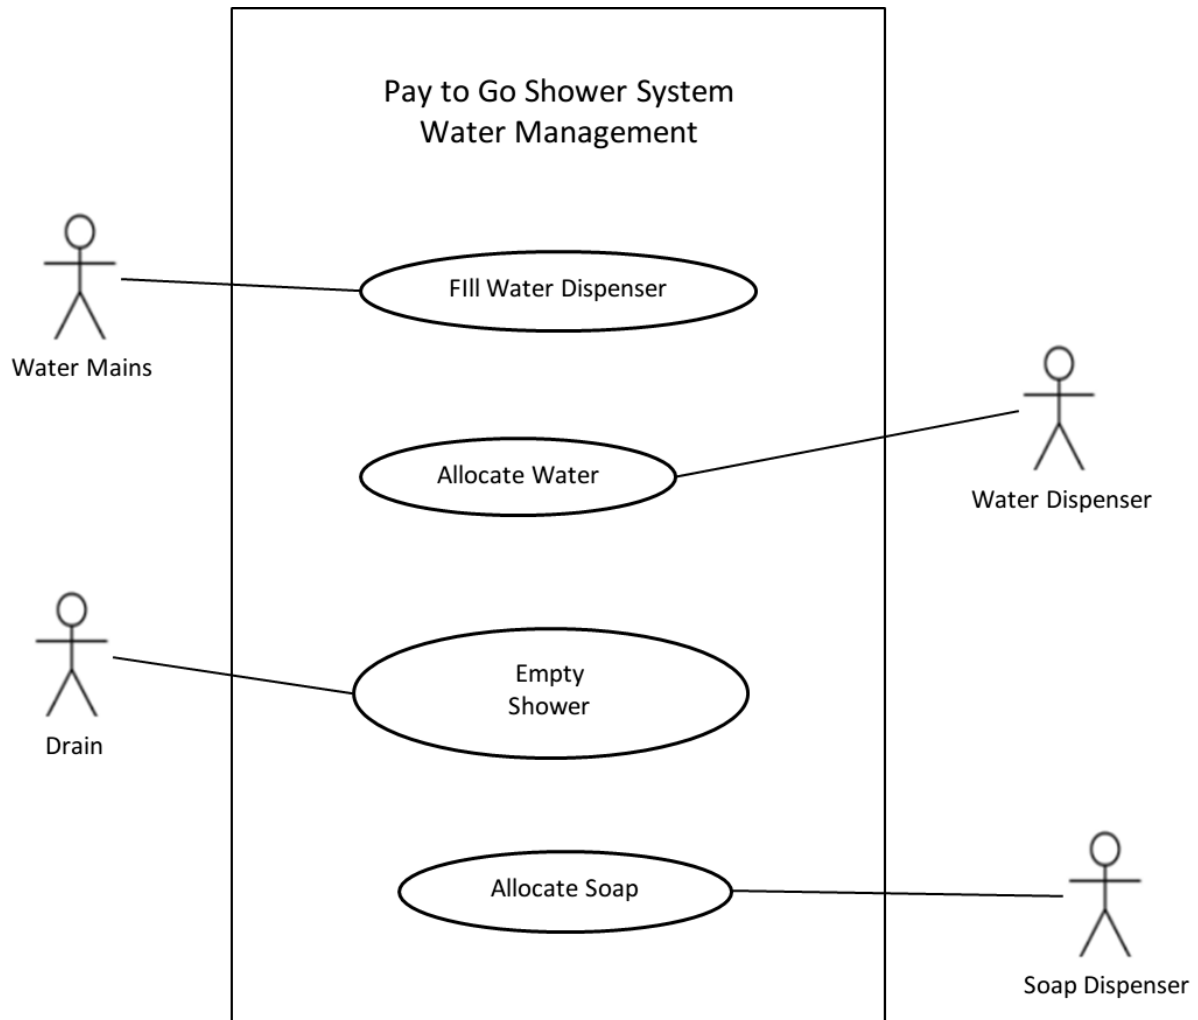 Pay to Go Shower System
Water Management
FIll Water Dispenser
Water Mains
Allocate Water
Water Dispenser
Empty
Shower
Drain
Allocate Soap
Soap Dispenser